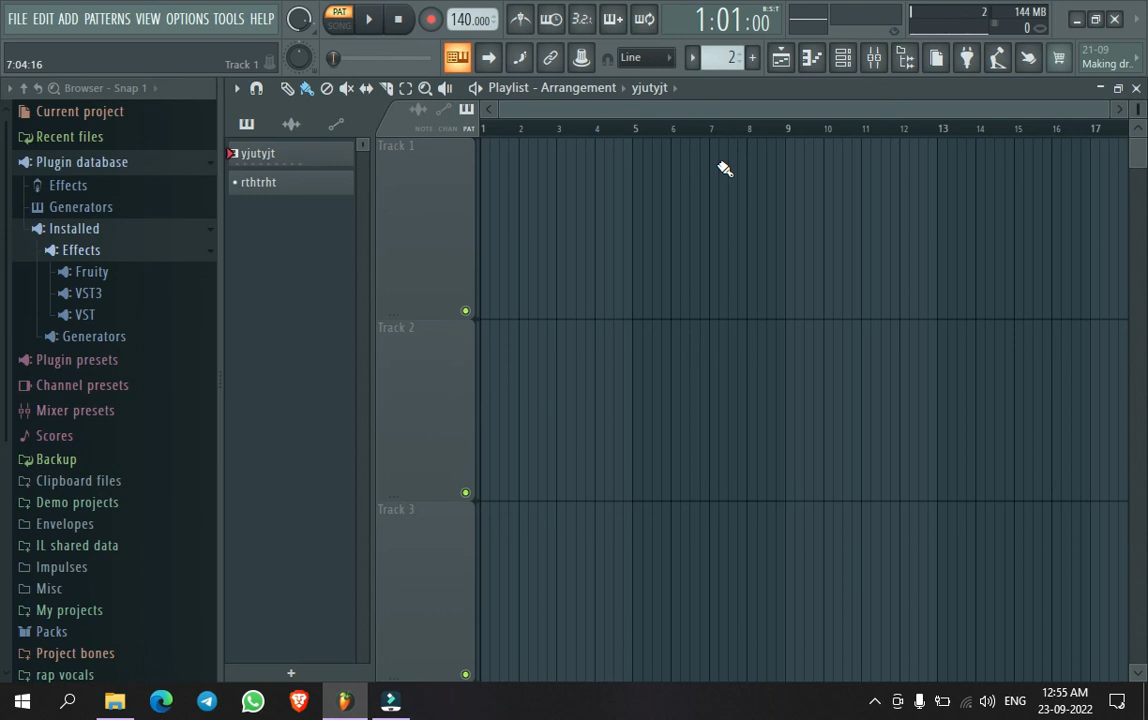 FILE EDIT ADD PATTERNS VIEW OPTIONS TOOLS HELP
PAT
SONG
140.000
3.2.
1:01:00
B:S:T
2
144 MB
0
7:04:16
Track 1
Line
2
21-09
Making dr..
Browser - Snap 1
Playlist - Arrangement
yjutyjt
NOTE CHAN PAT
1 2 3 4 5 6 7 8 9 10 11 12 13 14 15 16 17
Current project
Recent files
Plugin database
Effects
Generators
Installed
Effects
Fruity
VST3
VST
Generators
Plugin presets
Channel presets
Mixer presets
Scores
Backup
Clipboard files
Demo projects
Envelopes
IL shared data
Impulses
Misc
My projects
Packs
Project bones
rap vocals
yjutyjt
rthtrht
+
Track 1
...
Track 2
...
Track 3
...
ENG
12:55 AM
23-09-2022